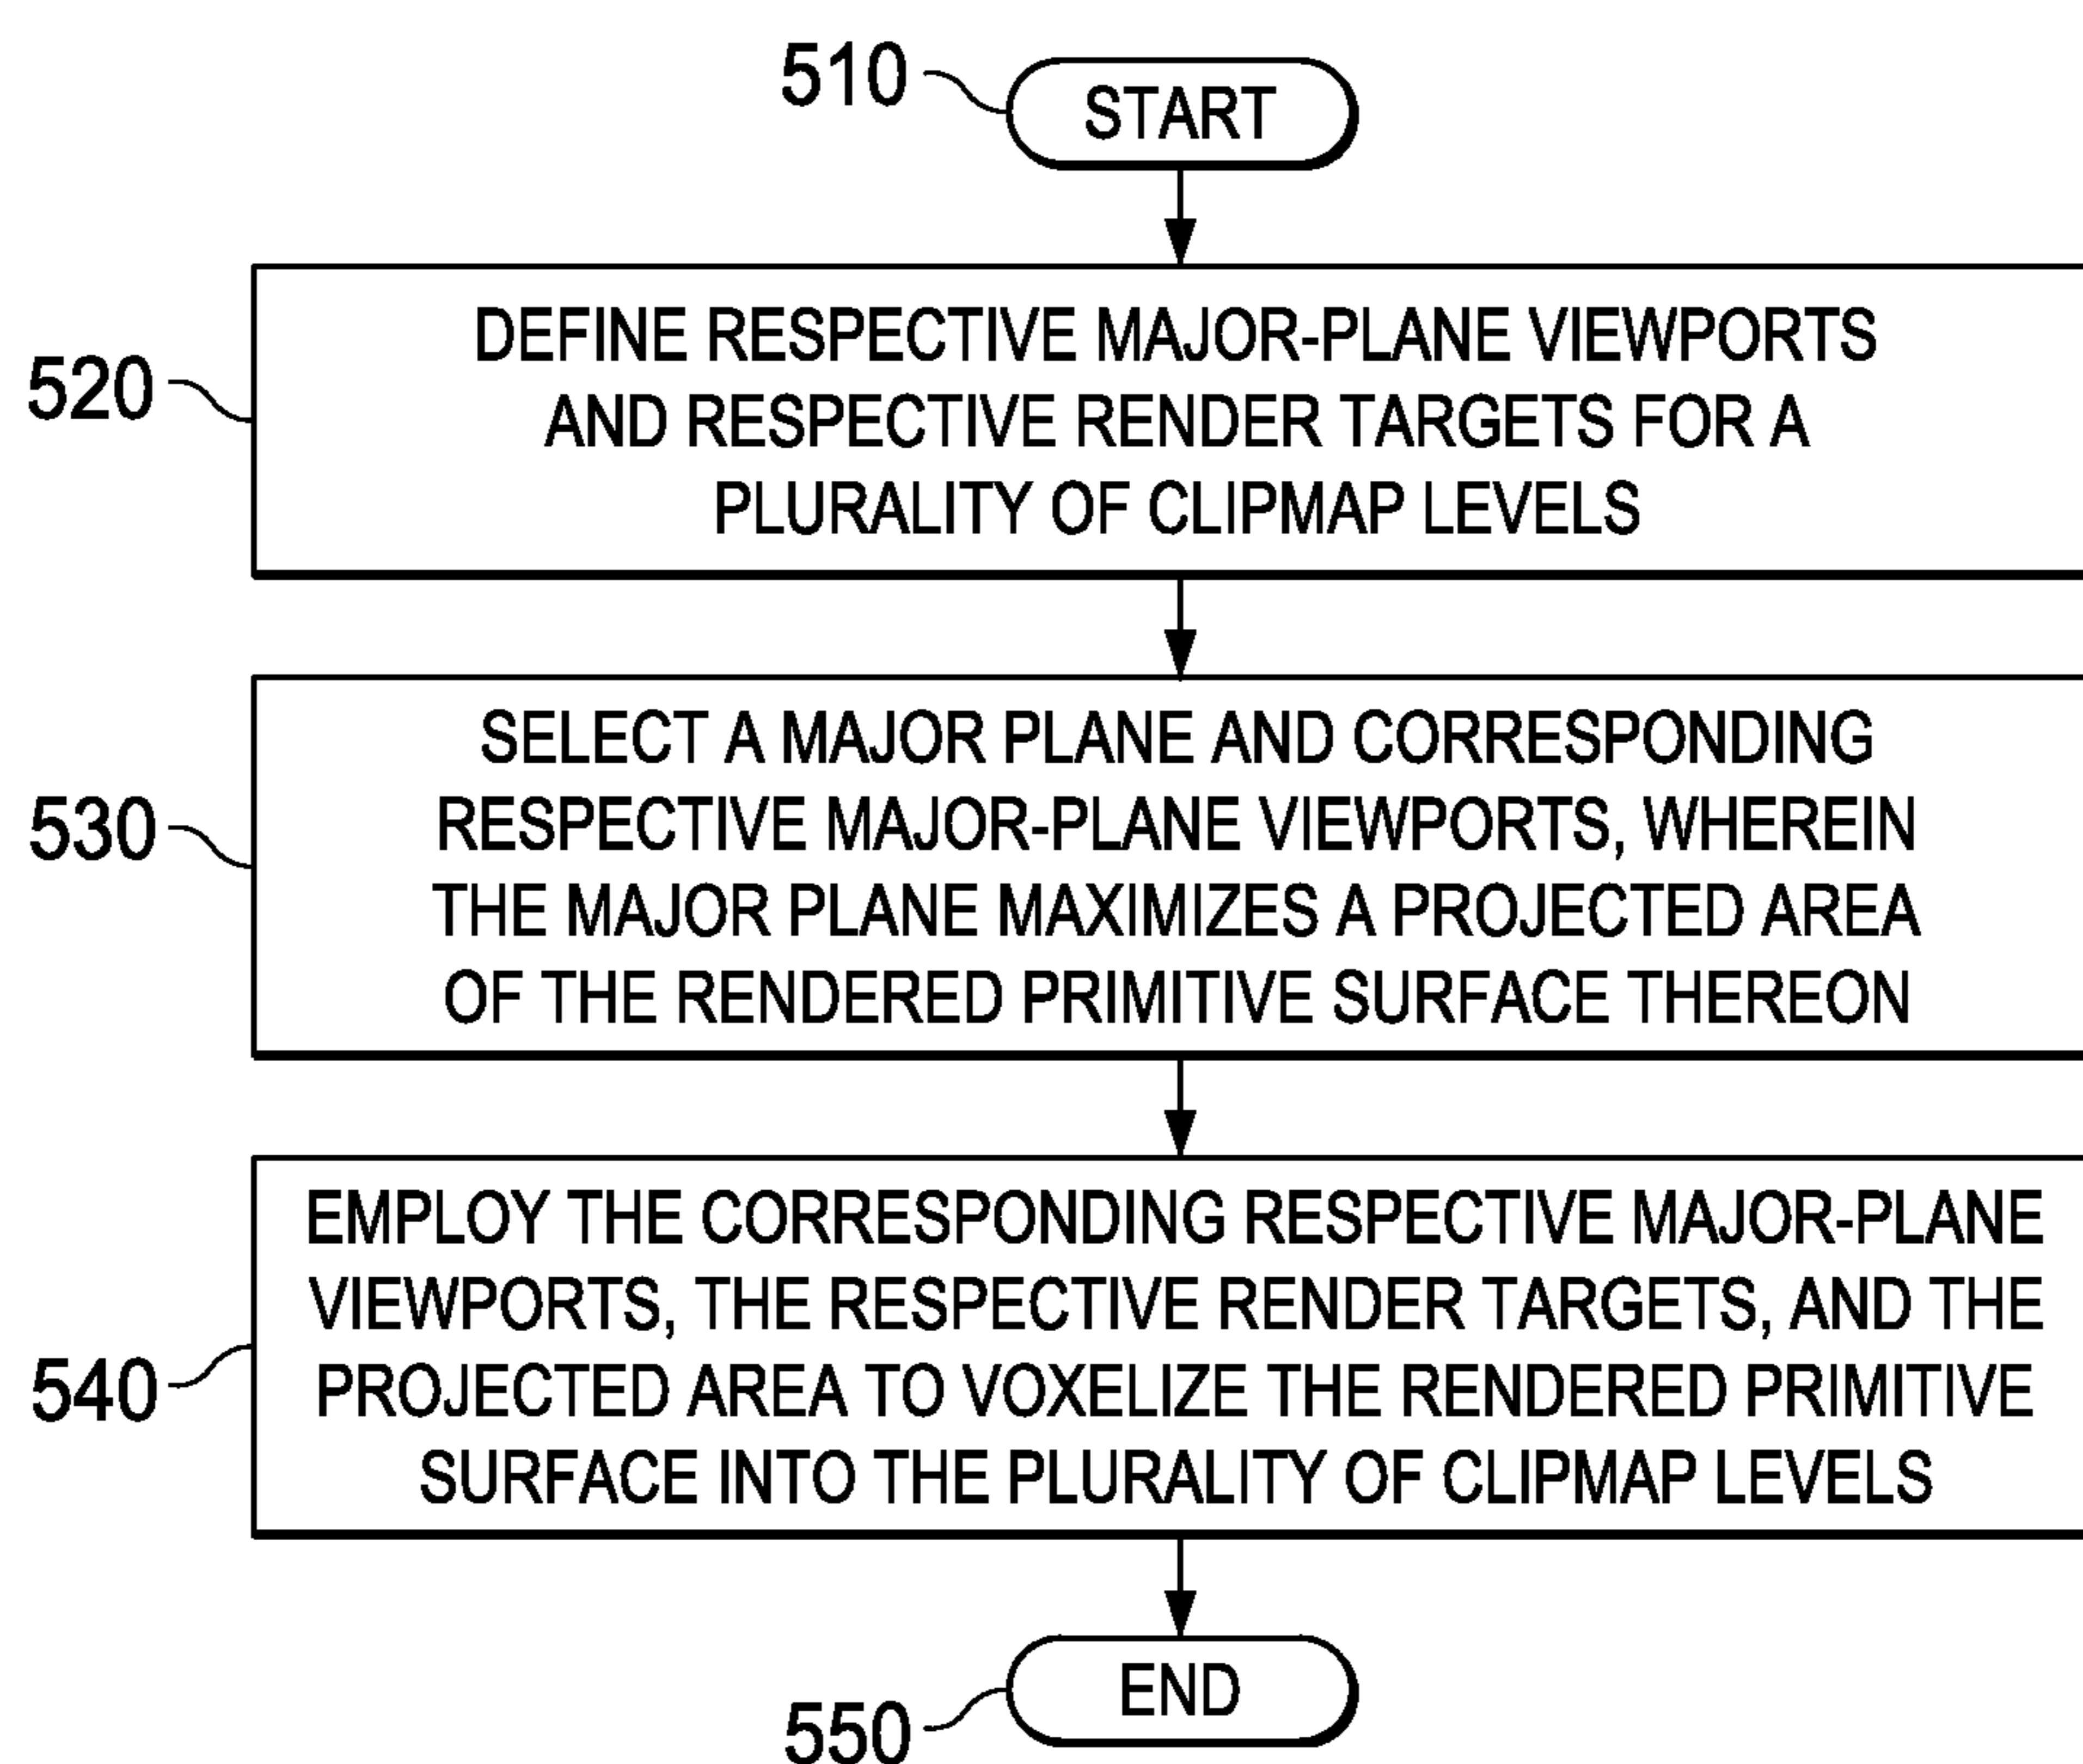 510
START
520
DEFINE RESPECTIVE MAJOR-PLANE VIEWPORTS
AND RESPECTIVE RENDER TARGETS FOR A
PLURALITY OF CLIPMAP LEVELS
530
SELECT A MAJOR PLANE AND CORRESPONDING
RESPECTIVE MAJOR-PLANE VIEWPORTS, WHEREIN
THE MAJOR PLANE MAXIMIZES A PROJECTED AREA
OF THE RENDERED PRIMITIVE SURFACE THEREON
540
EMPLOY THE CORRESPONDING RESPECTIVE MAJOR-PLANE
VIEWPORTS, THE RESPECTIVE RENDER TARGETS, AND THE
PROJECTED AREA TO VOXELIZE THE RENDERED PRIMITIVE
SURFACE INTO THE PLURALITY OF CLIPMAP LEVELS
550
END